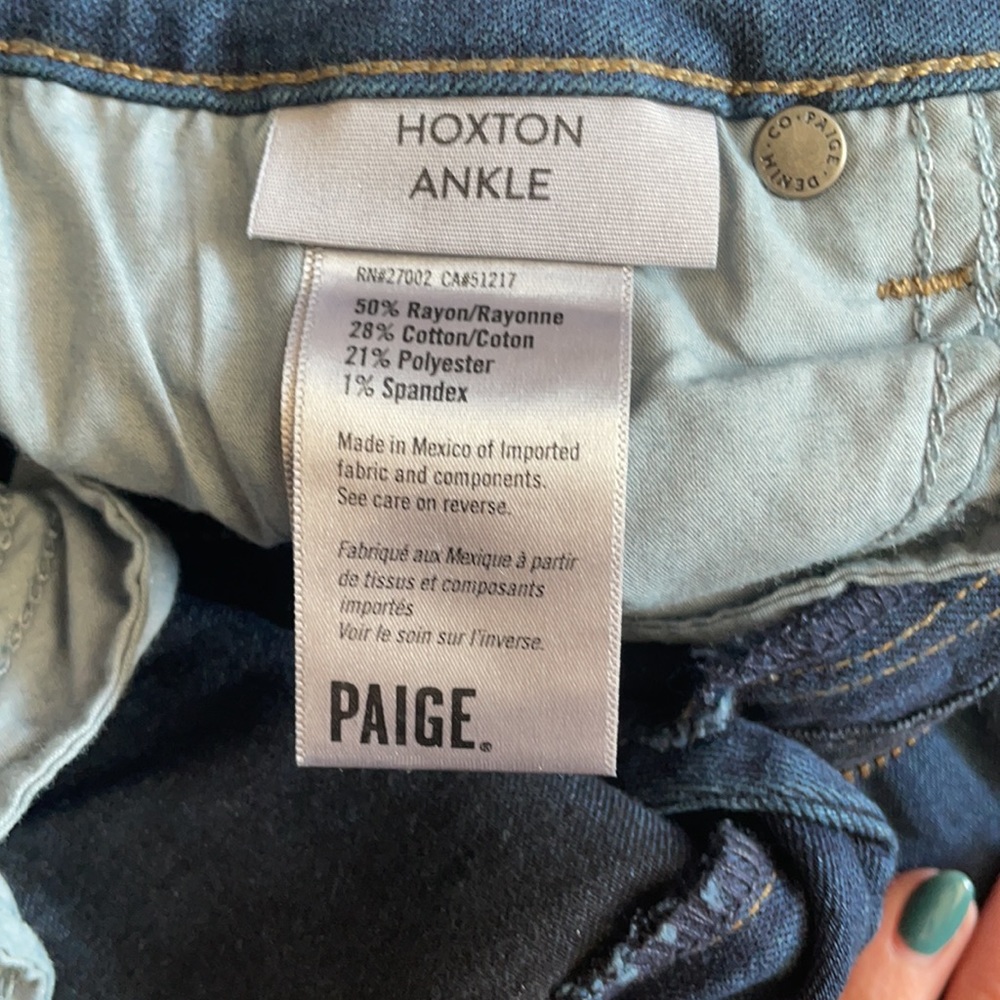 HOXTON
ANKLE
CO · PAIGE · DENIM ·
RN#27002 CA#51217
50% Rayon/Rayonne
28% Cotton/Coton
21% Polyester
1% Spandex
Made in Mexico of Imported
fabric and components.
See care on reverse.
Fabriqué aux Mexique à partir
de tissus et composants
importés
Voir le soin sur l'inverse.
PAIGE®